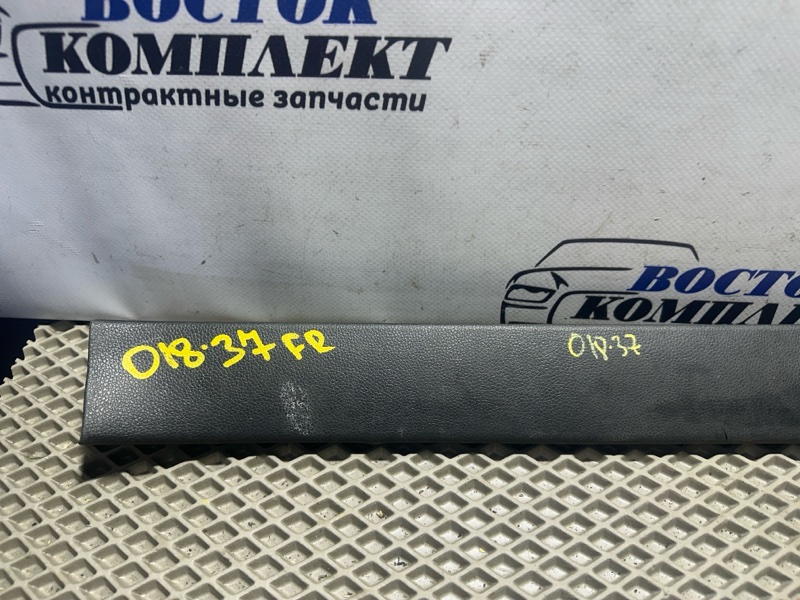 ВОСТОК
КОМПЛЕКТ
контрактные запчасти
ВОСТОК
КОМПЛЕКТ
018·37 FR
018·37